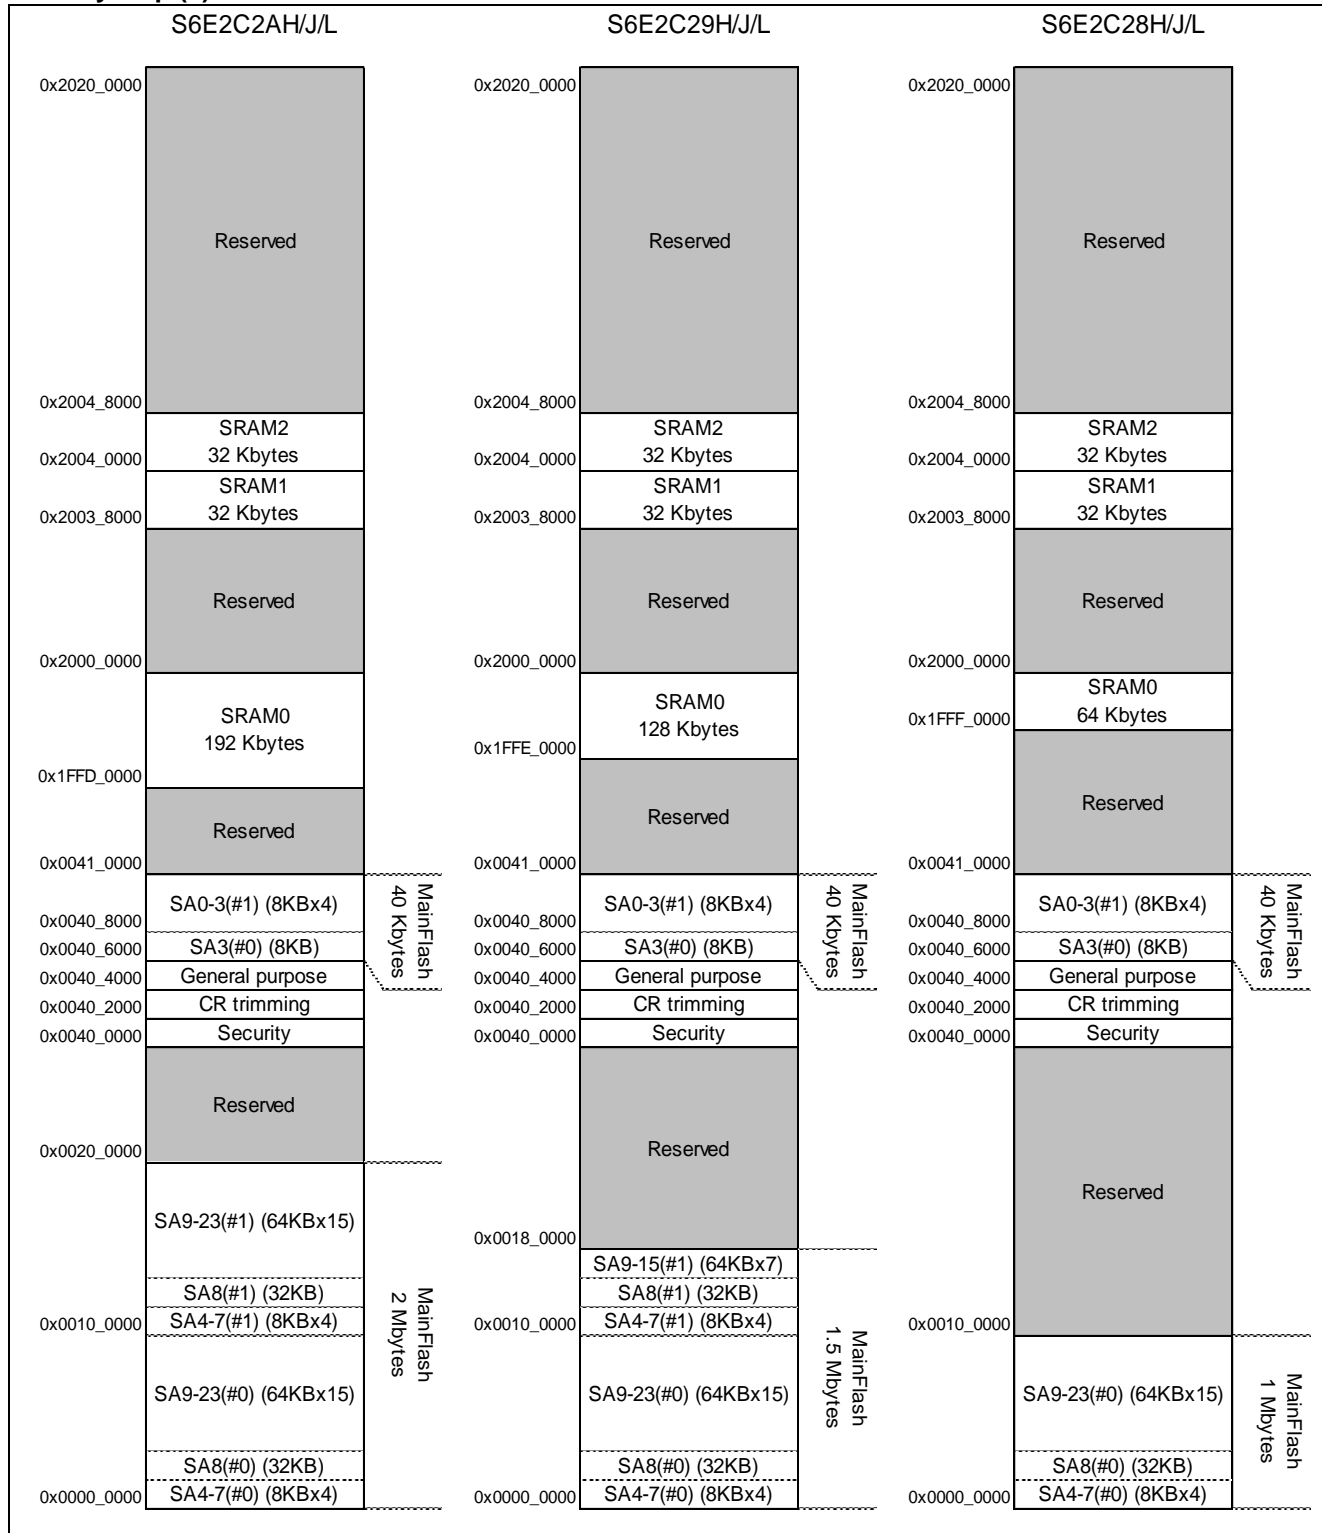 S6E2C2AH/J/L
0x2020_0000
Reserved
0x2004_8000
SRAM2
32 Kbytes
0x2004_0000
SRAM1
32 Kbytes
0x2003_8000
Reserved
0x2000_0000
SRAM0
192 Kbytes
0x1FFD_0000
Reserved
0x0041_0000
SA0-3(#1) (8KBx4)
0x0040_8000
SA3(#0) (8KB)
0x0040_6000
General purpose
0x0040_4000
CR trimming
0x0040_2000
Security
0x0040_0000
MainFlash
40 Kbytes
Reserved
0x0020_0000
SA9-23(#1) (64KBx15)
SA8(#1) (32KB)
SA4-7(#1) (8KBx4)
0x0010_0000
SA9-23(#0) (64KBx15)
SA8(#0) (32KB)
SA4-7(#0) (8KBx4)
0x0000_0000
MainFlash
2 Mbytes
S6E2C29H/J/L
0x2020_0000
Reserved
0x2004_8000
SRAM2
32 Kbytes
0x2004_0000
SRAM1
32 Kbytes
0x2003_8000
Reserved
0x2000_0000
SRAM0
128 Kbytes
0x1FFE_0000
Reserved
0x0041_0000
SA0-3(#1) (8KBx4)
0x0040_8000
SA3(#0) (8KB)
0x0040_6000
General purpose
0x0040_4000
CR trimming
0x0040_2000
Security
0x0040_0000
MainFlash
40 Kbytes
Reserved
0x0018_0000
SA9-15(#1) (64KBx7)
SA8(#1) (32KB)
SA4-7(#1) (8KBx4)
0x0010_0000
SA9-23(#0) (64KBx15)
SA8(#0) (32KB)
SA4-7(#0) (8KBx4)
0x0000_0000
MainFlash
1.5 Mbytes
S6E2C28H/J/L
0x2020_0000
Reserved
0x2004_8000
SRAM2
32 Kbytes
0x2004_0000
SRAM1
32 Kbytes
0x2003_8000
Reserved
0x2000_0000
SRAM0
64 Kbytes
0x1FFF_0000
Reserved
0x0041_0000
SA0-3(#1) (8KBx4)
0x0040_8000
SA3(#0) (8KB)
0x0040_6000
General purpose
0x0040_4000
CR trimming
0x0040_2000
Security
0x0040_0000
MainFlash
40 Kbytes
Reserved
0x0010_0000
SA9-23(#0) (64KBx15)
SA8(#0) (32KB)
SA4-7(#0) (8KBx4)
0x0000_0000
MainFlash
1 Mbytes